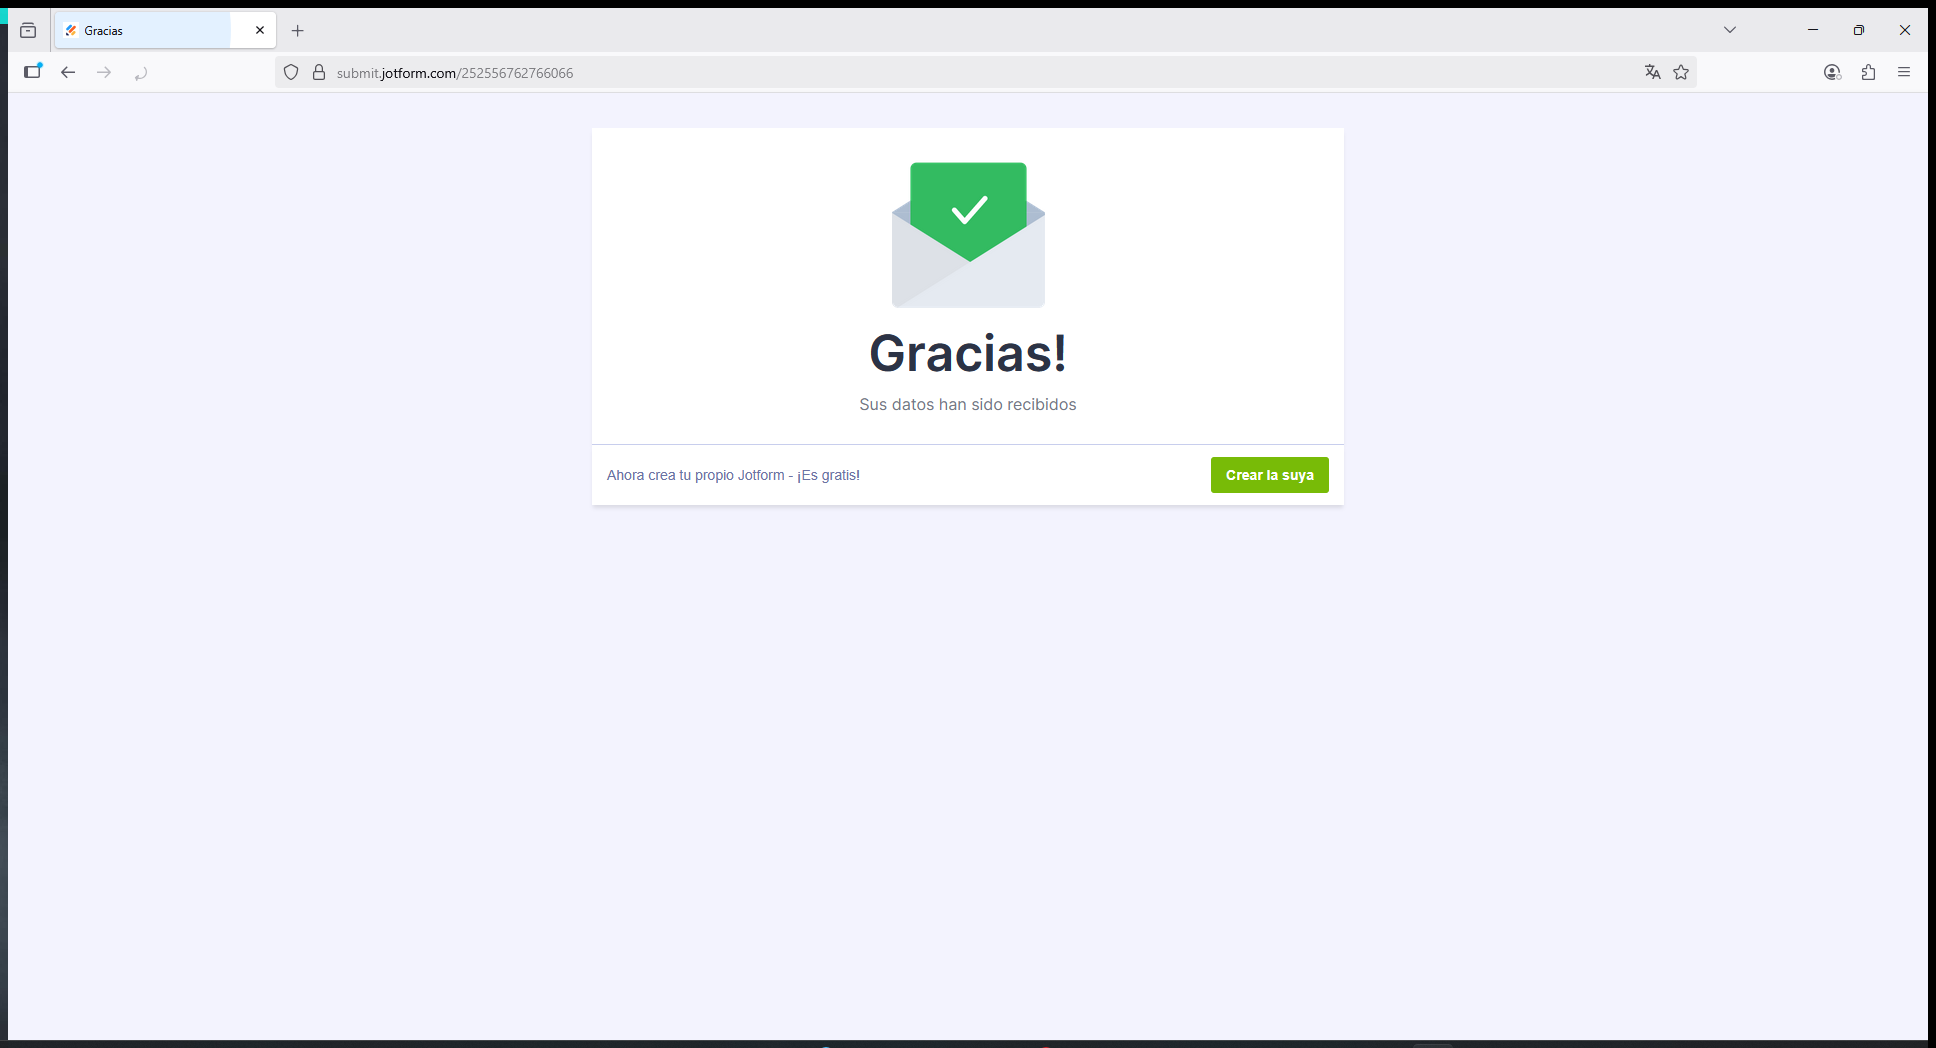 Gracias
submit.jotform.com/252556762766066
Gracias!
Sus datos han sido recibidos
Ahora crea tu propio Jotform - ¡Es gratis!
Crear la suya